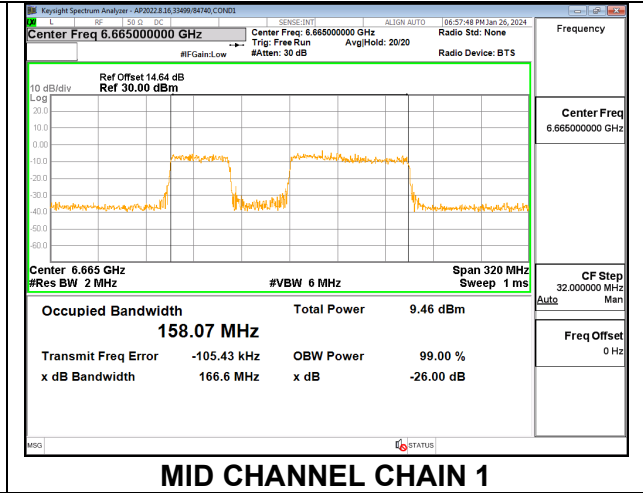 Keysight Spectrum Analyzer - AP2022.8.16,33499/84740,COND1
LXI L RF 50 Ω DC SENSE:INT ALIGN AUTO 06:57:48 PM Jan 26, 2024
Center Freq 6.665000000 GHz
#IFGain:Low
Center Freq: 6.665000000 GHz
Trig: Free Run Avg|Hold: 20/20
#Atten: 30 dB
Radio Std: None
Radio Device: BTS
Ref Offset 14.64 dB
10 dB/div Ref 30.00 dBm
Log
20.0
10.0
0.00
-10.0
-20.0
-30.0
-40.0
-50.0
-60.0
Center 6.665 GHz Span 320 MHz
#Res BW 2 MHz #VBW 6 MHz Sweep 1 ms
Occupied Bandwidth Total Power 9.46 dBm
158.07 MHz
Transmit Freq Error -105.43 kHz OBW Power 99.00 %
x dB Bandwidth 166.6 MHz x dB -26.00 dB
MSG STATUS
Frequency
Center Freq
6.665000000 GHz
CF Step
32.000000 MHz
Auto Man
Freq Offset
0 Hz
MID CHANNEL CHAIN 1